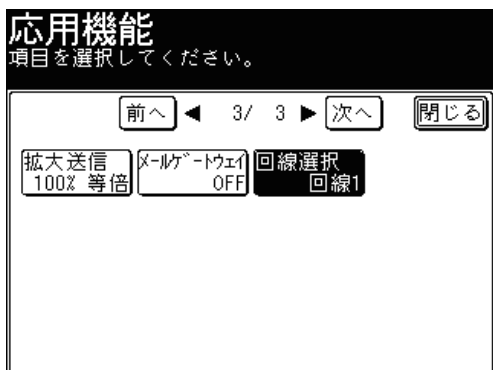 応用機能
項目を選択してください。
前へ ◀ 3/ 3 ▶ 次へ 閉じる
拡大送信 ﾒｰﾙｹﾞｰﾄｳｪｲ 回線選択
100% 等倍 OFF 回線1